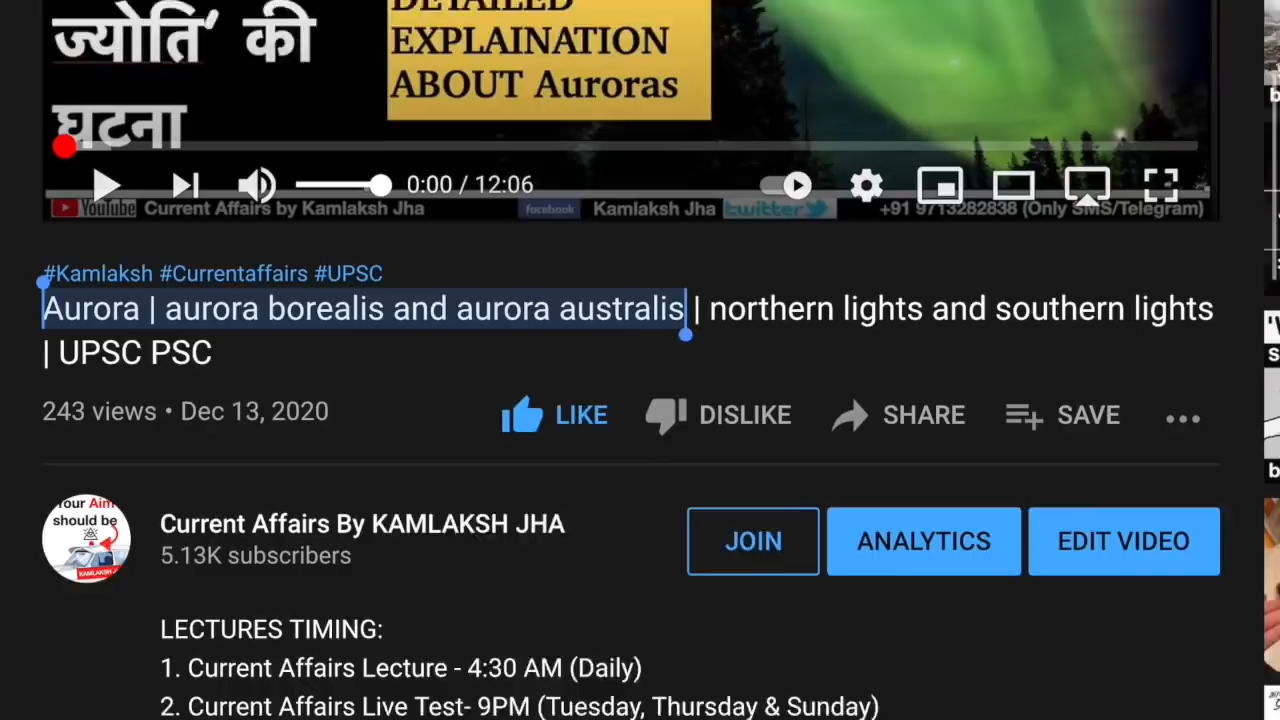 ज्योति’ की
घटना
DETAILED
EXPLAINATION
ABOUT Auroras
0:00 / 12:06
YouTube Current Affairs by Kamlaksh Jha facebook Kamlaksh Jha twitter +91 9713282838 (Only SMS/Telegram)
#Kamlaksh #Currentaffairs #UPSC
Aurora | aurora borealis and aurora australis | northern lights and southern lights
| UPSC PSC
243 views • Dec 13, 2020
LIKE DISLIKE SHARE SAVE
Your Aim
should be
KAMLAKSH J
Current Affairs By KAMLAKSH JHA
5.13K subscribers
JOIN ANALYTICS EDIT VIDEO
LECTURES TIMING:
1. Current Affairs Lecture - 4:30 AM (Daily)
2. Current Affairs Live Test- 9PM (Tuesday, Thursday & Sunday)